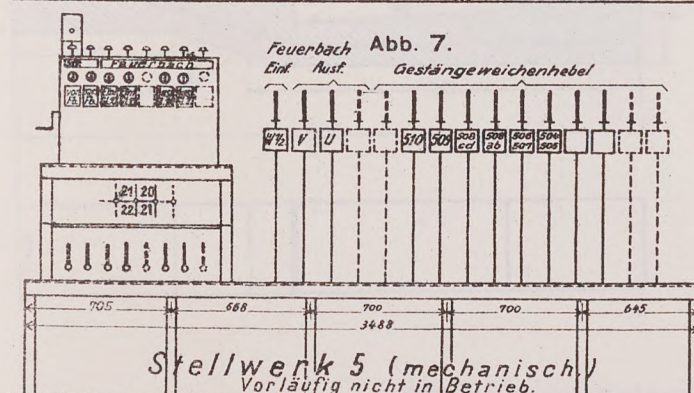 Abb. 7.
Feuerbach
Einf. Ausf. Gestängeweichenhebel
Feuerbach
V U 510 509 508 cd 508 ab 506 507 504 505
21 20
22 21
705 668 700 700 645
3488
Stellwerk 5 (mechanisch.)
Vorläufig nicht in Betrieb.